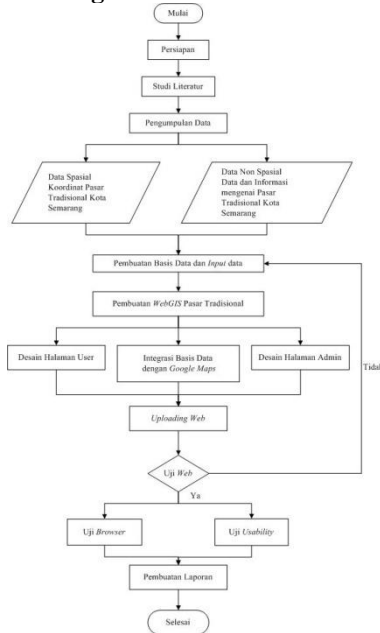 Mulai
Persiapan
Studi Literatur
Pengumpulan Data
Data Spasial
Koordinat Pasar
Tradisional Kota
Semarang
Data Non Spasial
Data dan Informasi
mengenai Pasar
Tradisional Kota
Semarang
Pembuatan Basis Data dan Input data
Pembuatan WebGIS Pasar Tradisional
Desain Halaman User
Integrasi Basis Data
dengan Google Maps
Desain Halaman Admin
Tidak
Uploading Web
Uji Web
Ya
Uji Browser
Uji Usability
Pembuatan Laporan
Selesai